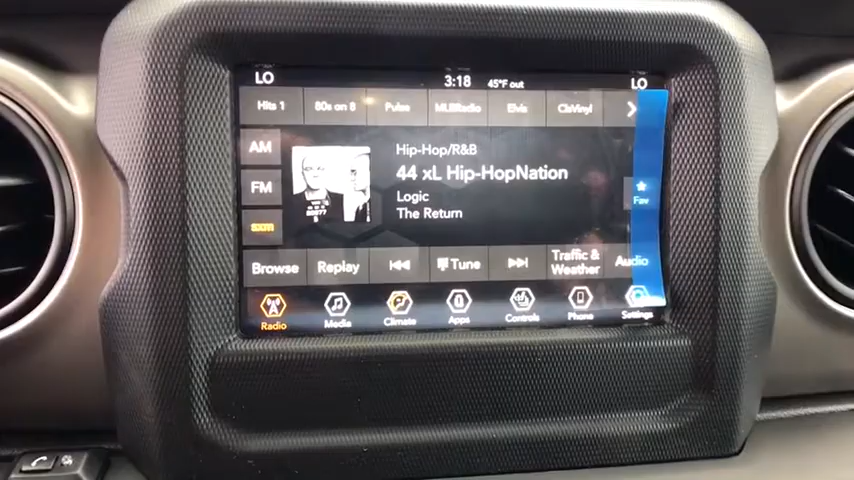 LO 3:18 45°F out LO
Hits 1 80s on 8 Pulse MLBRadio Elvis ClsVinyl
AM
FM
sxm
Hip-Hop/R&B
44 xL Hip-HopNation
Logic
The Return
Fav
Browse Replay Tune Traffic & Weather Audio
Radio Media Climate Apps Controls Phone Settings